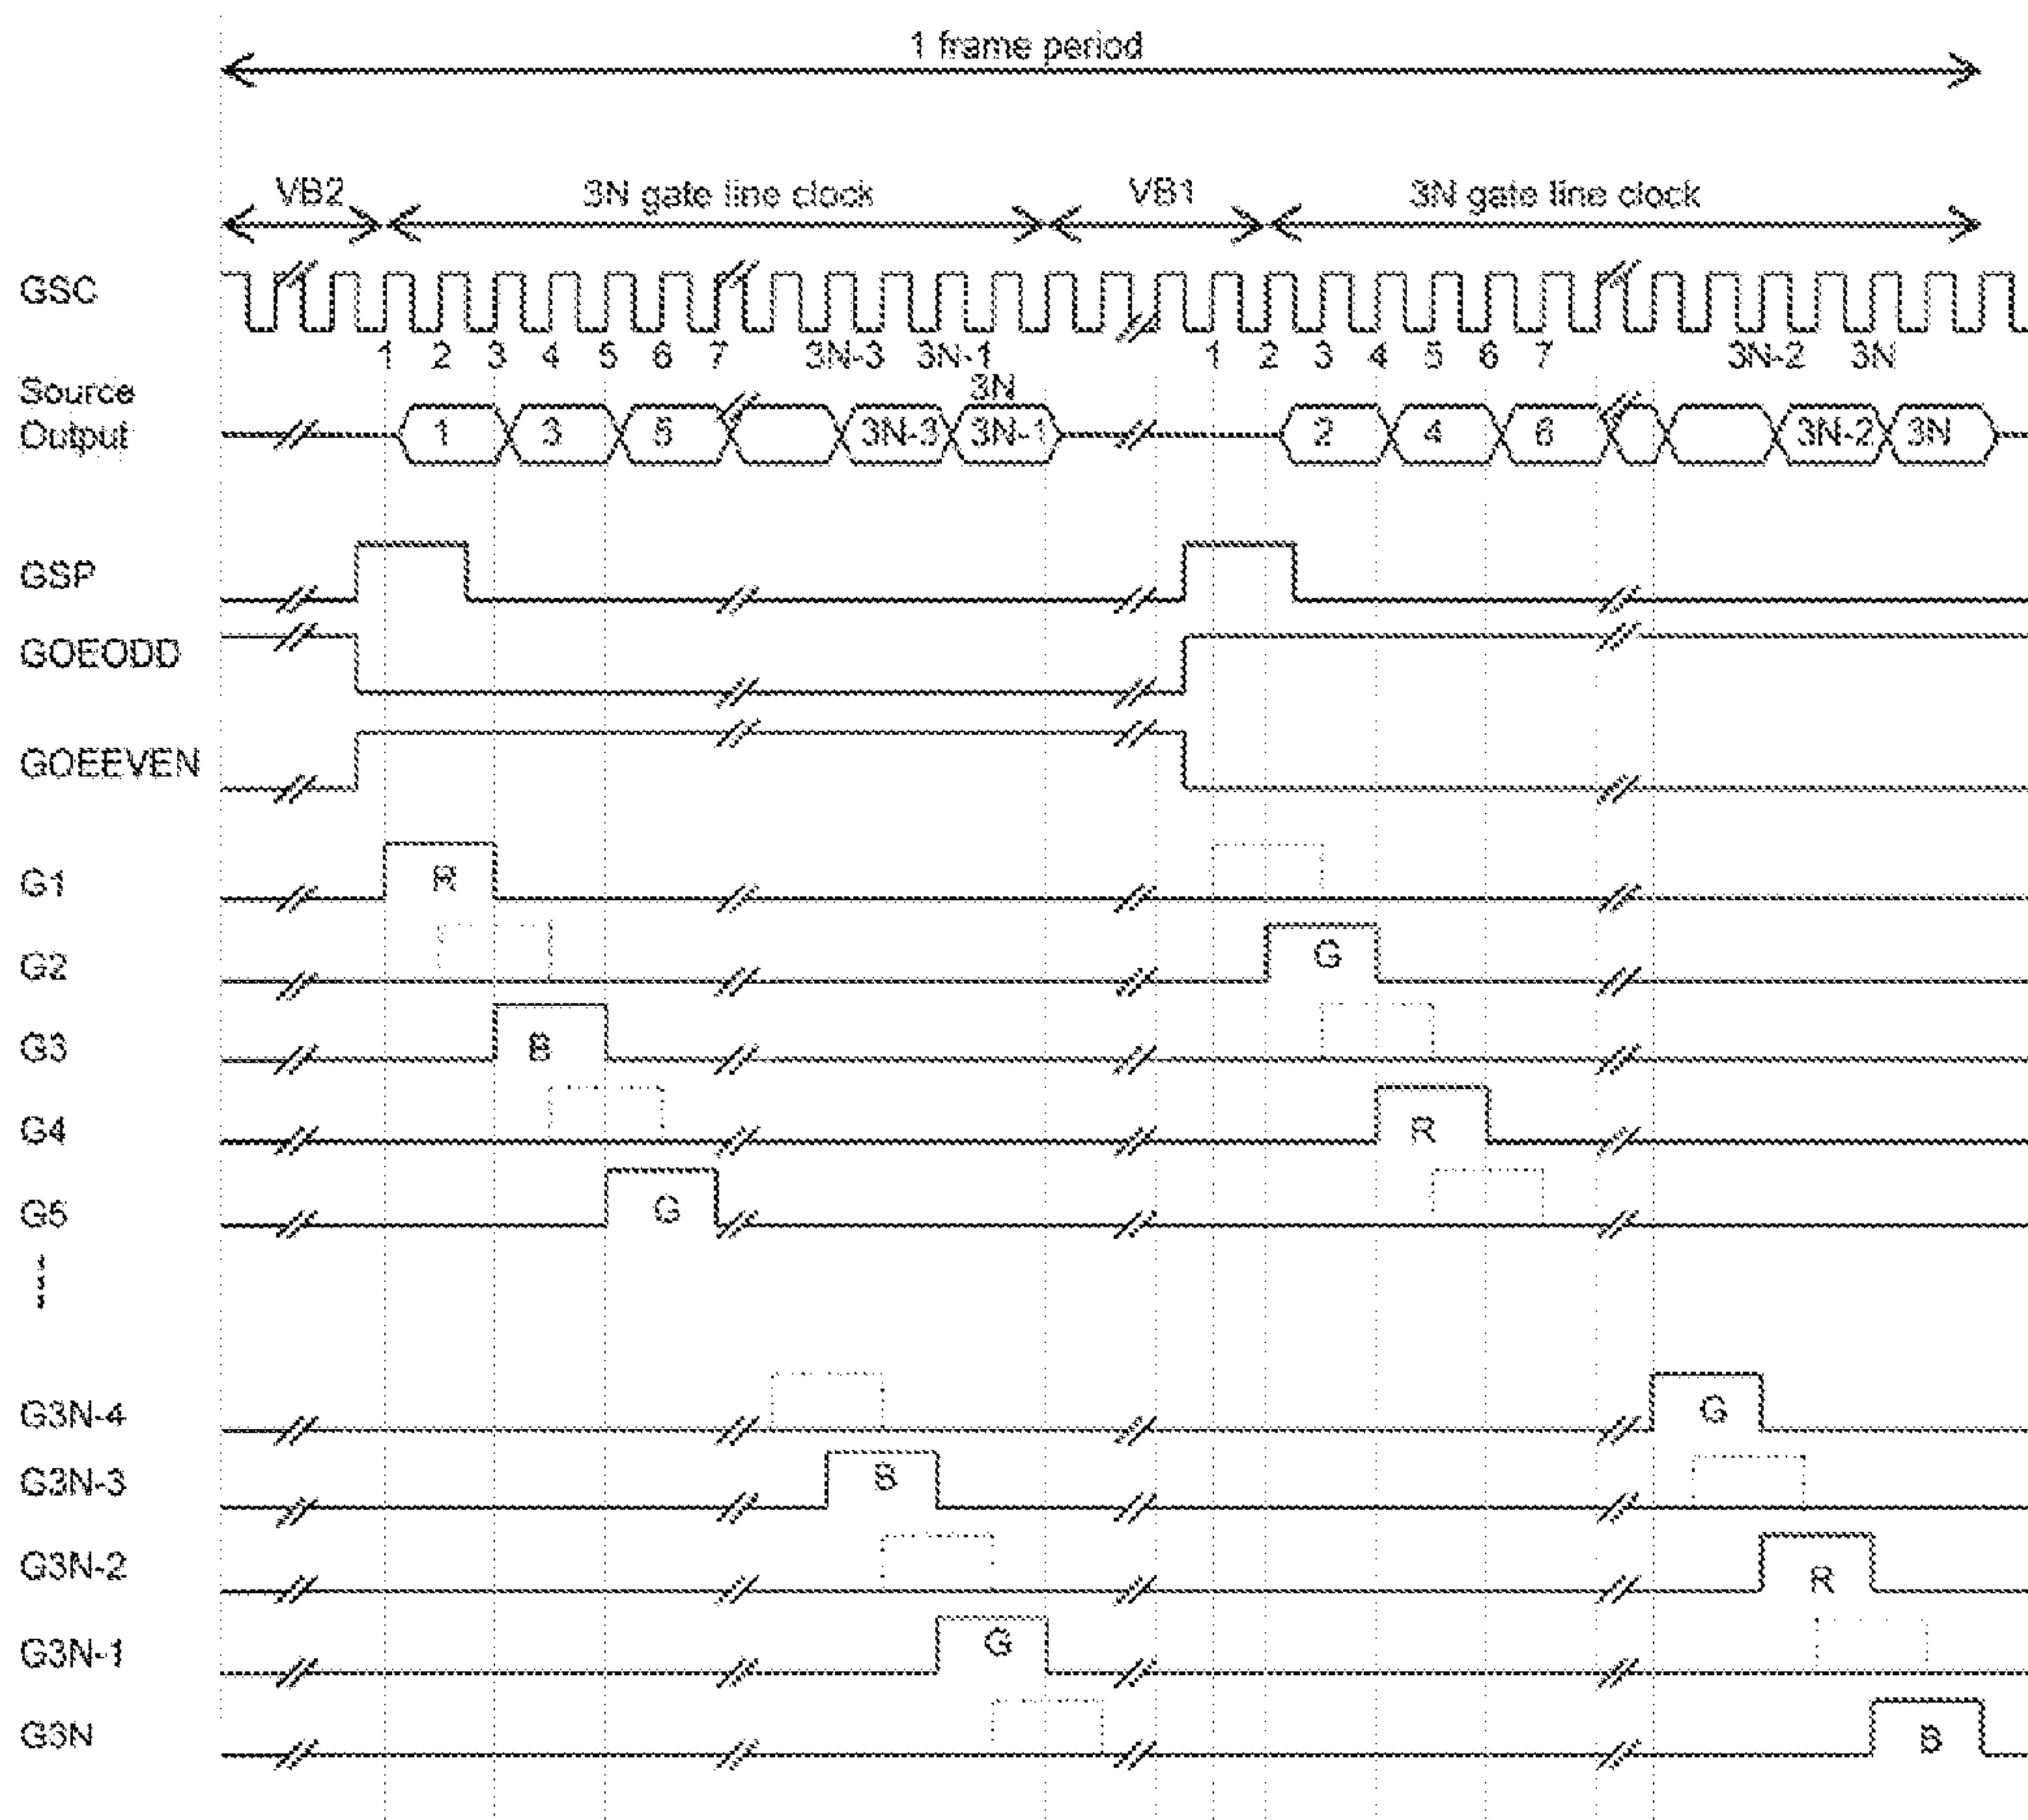 1 frame period
VB2 3N gate line clock VB1 3N gate line clock
GSC
1 2 3 4 5 6 7 3N-3 3N-1 1 2 3 4 5 6 7 3N-2 3N
3N
Source
Output
1 3 5 3N-3 3N-1 2 4 6 3N-2 3N
GSP
GOEODD
GOEEVEN
G1 R
G2 G
G3 B
G4 R
G5 G
G3N-4 G
G3N-3 B
G3N-2 R
G3N-1 G
G3N B